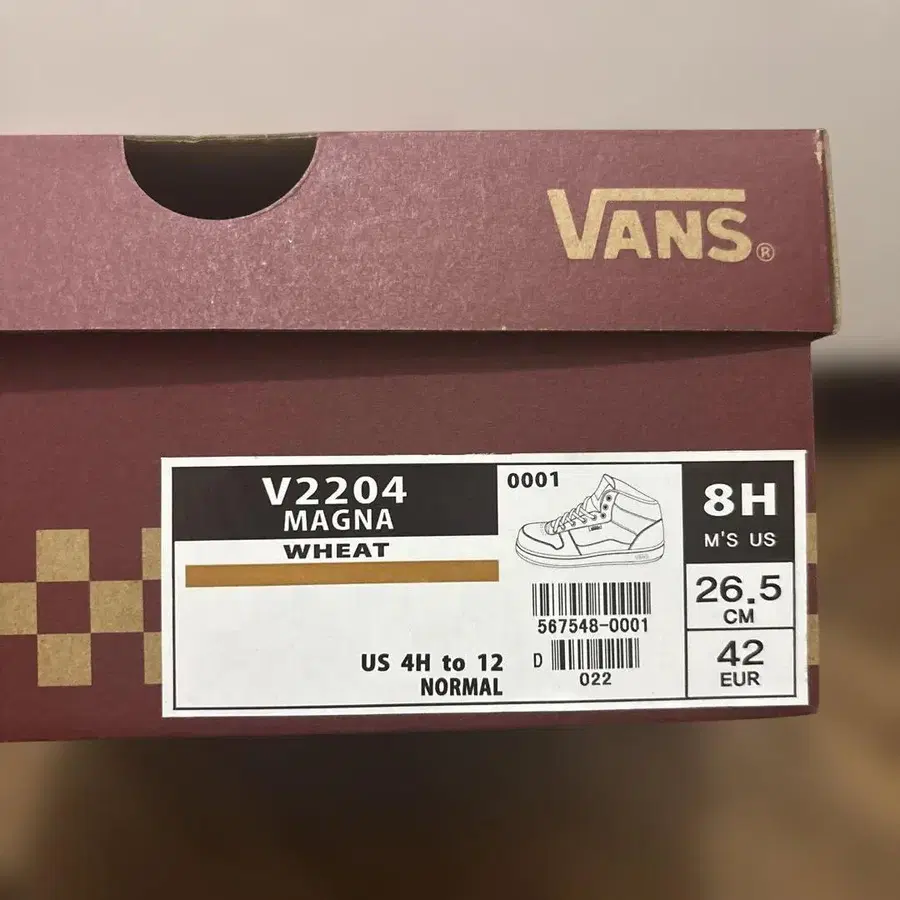 VANS®
V2204
MAGNA
WHEAT
US 4H to 12
NORMAL
0001
567548-0001
D
022
8H
M'S US
26.5
CM
42
EUR